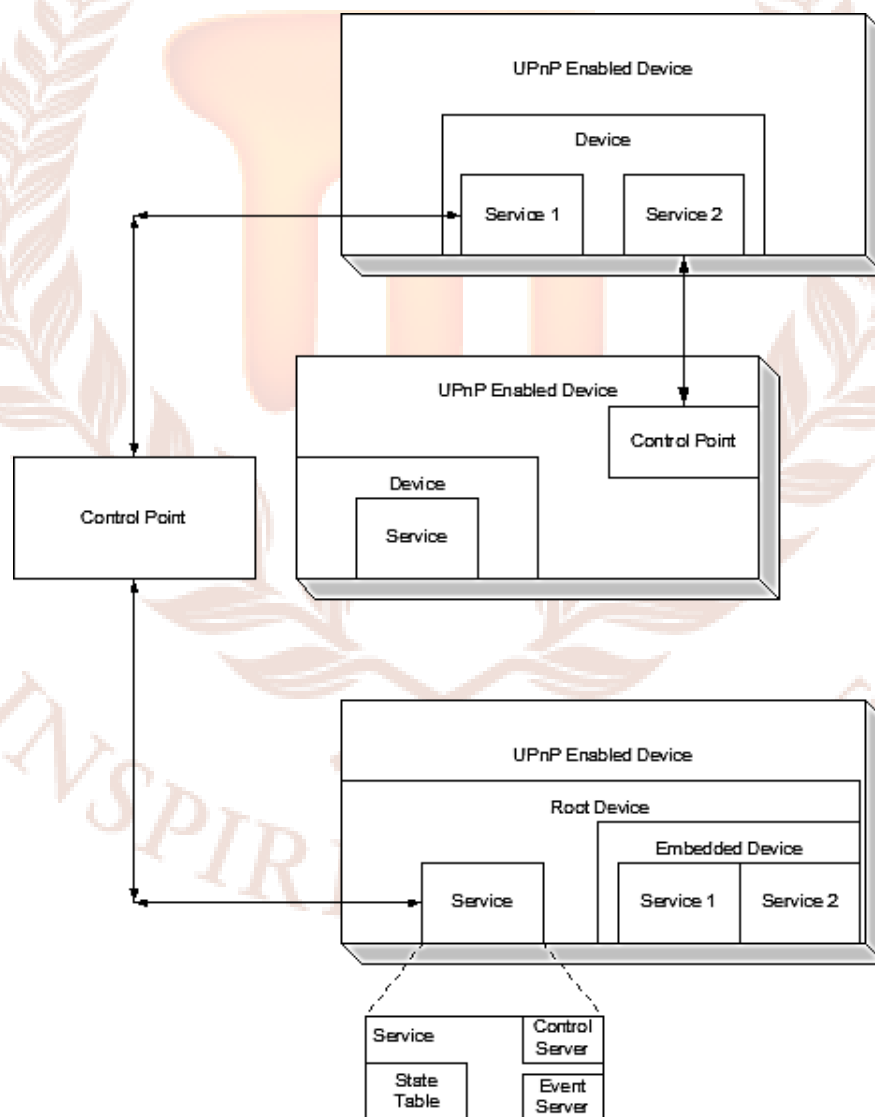 UPnP Enabled Device
Device
Service 1
Service 2
UPnP Enabled Device
Control Point
Device
Service
Control Point
UPnP Enabled Device
Root Device
Embedded Device
Service
Service 1
Service 2
Service
Control
Server
State
Table
Event
Server